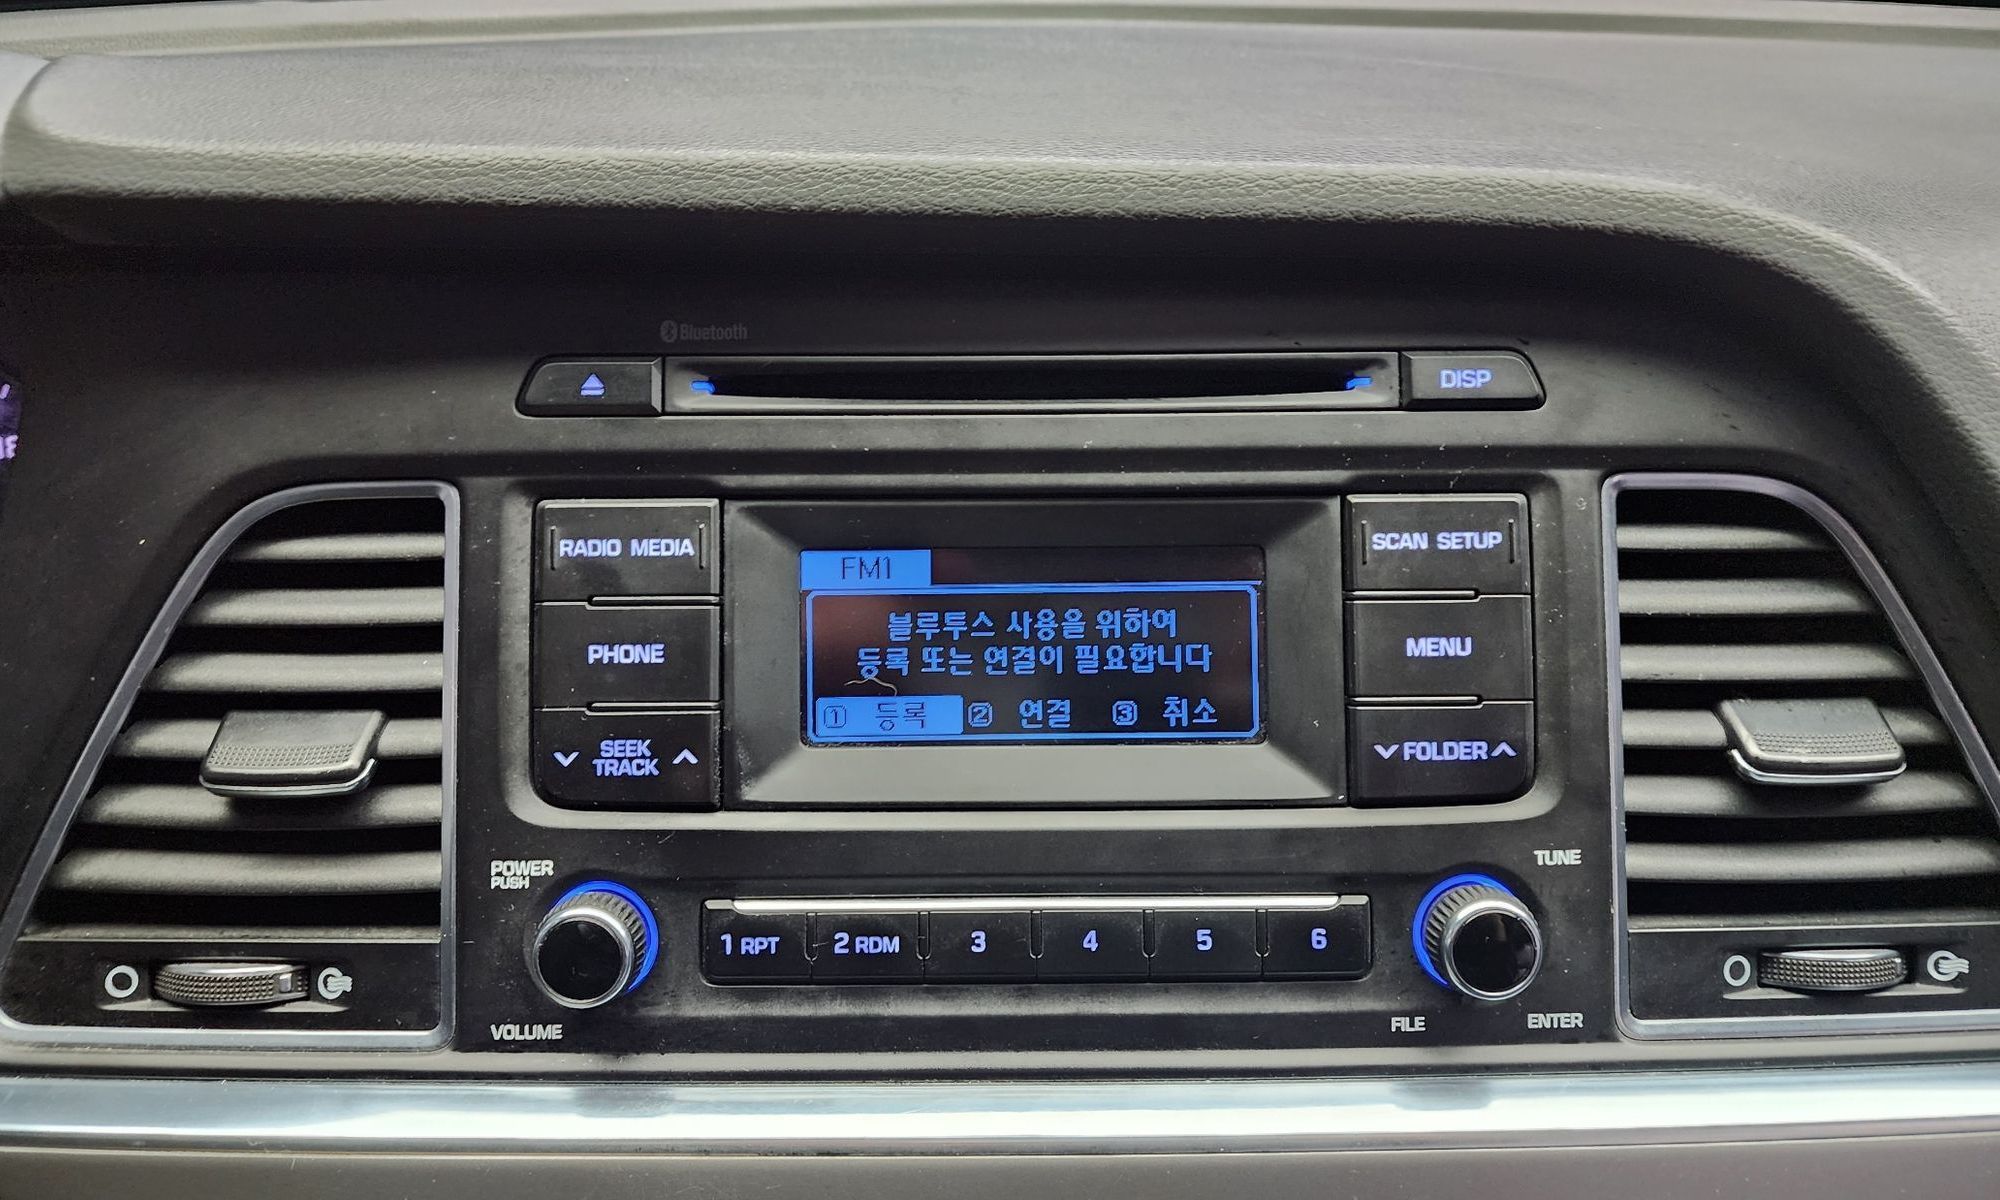 Bluetooth
DISP
RADIO MEDIA
SCAN SETUP
FM1
블루투스 사용을 위하여
등록 또는 연결이 필요합니다
1 등록 2 연결 3 취소
PHONE
MENU
SEEK
TRACK
FOLDER
POWER
PUSH
TUNE
1 RPT
2 RDM
3
4
5
6
VOLUME
FILE
ENTER